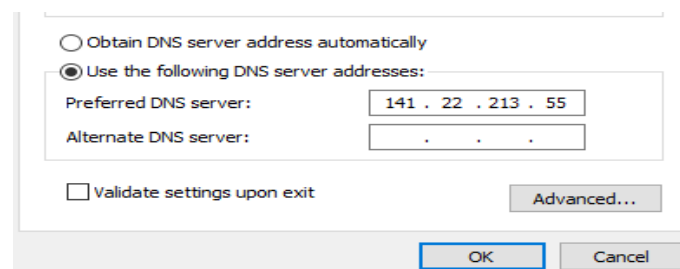 Obtain DNS server address automatically
Use the following DNS server addresses:
Preferred DNS server: 141 . 22 . 213 . 55
Alternate DNS server: . . .
Validate settings upon exit
Advanced...
OK Cancel